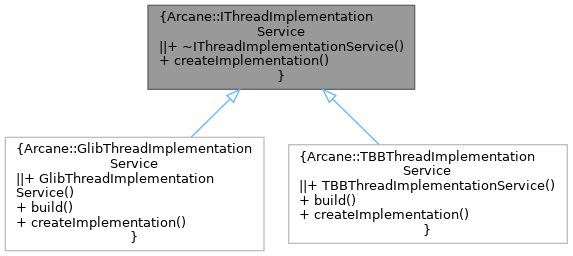 {Arcane::IThreadImplementation
Service
||+ ~IThreadImplementationService()
+ createImplementation()
}
{Arcane::GlibThreadImplementation
Service
||+ GlibThreadImplementation
Service()
+ build()
+ createImplementation()
}
{Arcane::TBBThreadImplementation
Service
||+ TBBThreadImplementationService()
+ build()
+ createImplementation()
}